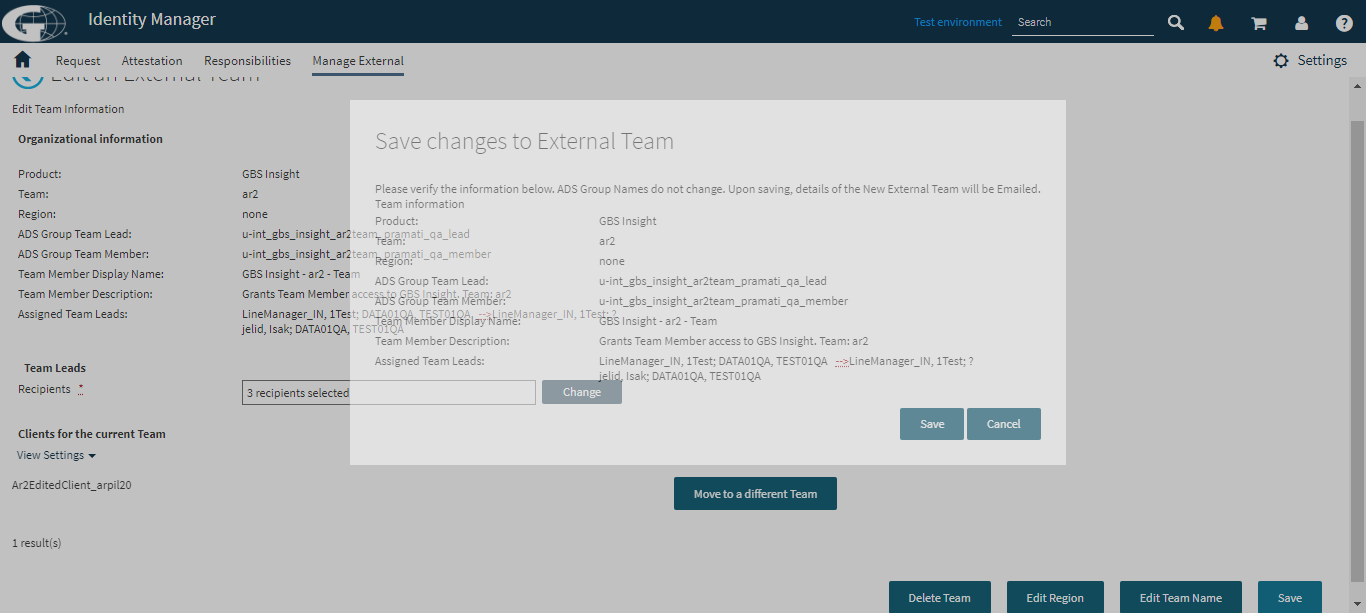 Identity Manager
Test environment
Search
Request Attestation Responsibilities Manage External
Settings
Edit an External Team
Edit Team Information
Organizational information
Product: GBS Insight
Team: ar2
Region: none
ADS Group Team Lead: u-int_gbs_insight_ar2team_pramati_qa_lead
ADS Group Team Member: u-int_gbs_insight_ar2team_pramati_qa_member
Team Member Display Name: GBS Insight - ar2 - Team
Team Member Description: Grants Team Member access to GBS Insight. Team: ar2
Assigned Team Leads: LineManager_IN, 1Test; DATA01QA, TEST01QA, -->LineManager_IN, 1Test; ?
jelid, Isak; DATA01QA, TEST01QA
Team Leads
Recipients *
3 recipients selected
Change
Clients for the current Team
View Settings
Ar2EditedClient_arpil20
Move to a different Team
1 result(s)
Delete Team Edit Region Edit Team Name Save
Save changes to External Team
Please verify the information below. ADS Group Names do not change. Upon saving, details of the New External Team will be Emailed.
Team information
Product: GBS Insight
Team: ar2
Region: none
ADS Group Team Lead: u-int_gbs_insight_ar2team_pramati_qa_lead
ADS Group Team Member: u-int_gbs_insight_ar2team_pramati_qa_member
Team Member Display Name: GBS Insight - ar2 - Team
Team Member Description: Grants Team Member access to GBS Insight. Team: ar2
Assigned Team Leads: LineManager_IN, 1Test; DATA01QA, TEST01QA -->LineManager_IN, 1Test; ?
jelid, Isak; DATA01QA, TEST01QA
Save Cancel